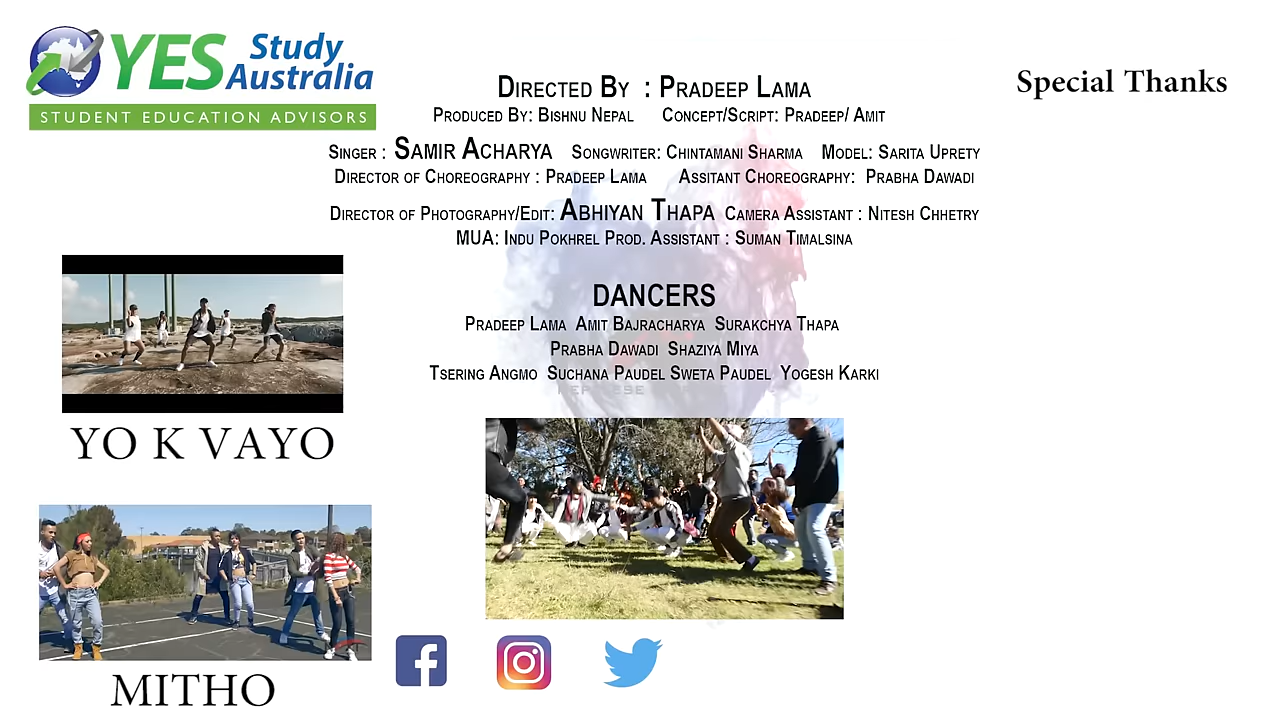 YES Study Australia
STUDENT EDUCATION ADVISORS
Directed By : Pradeep Lama
Produced By: Bishnu Nepal Concept/Script: Pradeep/ Amit
Singer : Samir Acharya Songwriter: Chintamani Sharma Model: Sarita Uprety
Director of Choreography : Pradeep Lama Assitant Choreography: Prabha Dawadi
Director of Photography/Edit: Abhiyan Thapa Camera Assistant : Nitesh Chhetry
MUA: Indu Pokhrel Prod. Assistant : Suman Timalsina
DANCERS
Pradeep Lama Amit Bajracharya Surakchya Thapa
Prabha Dawadi Shaziya Miya
Tsering Angmo Suchana Paudel Sweta Paudel Yogesh Karki
Special Thanks
YO K VAYO
MITHO